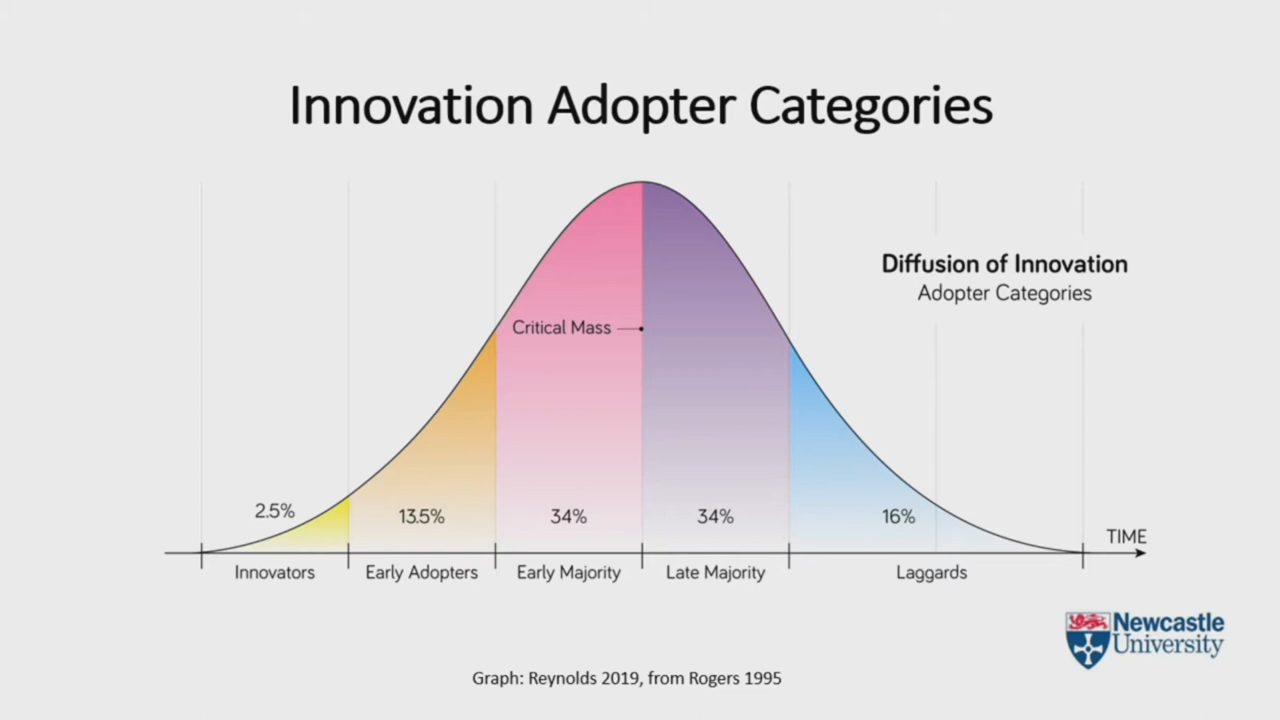 Innovation Adopter Categories
Diffusion of Innovation
Adopter Categories
Critical Mass
2.5%
13.5%
34%
34%
16%
TIME
Innovators
Early Adopters
Early Majority
Late Majority
Laggards
Newcastle
University
Graph: Reynolds 2019, from Rogers 1995